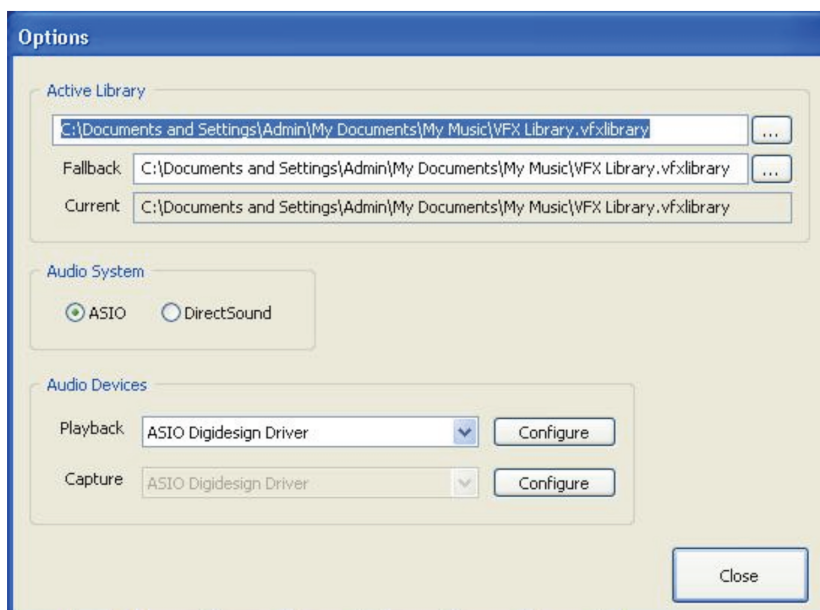 Options
Active Library
C:\Documents and Settings\Admin\My Documents\My Music\VFX Library.vfxlibrary ...
Fallback C:\Documents and Settings\Admin\My Documents\My Music\VFX Library.vfxlibrary ...
Current C:\Documents and Settings\Admin\My Documents\My Music\VFX Library.vfxlibrary
Audio System
ASIO DirectSound
Audio Devices
Playback ASIO Digidesign Driver Configure
Capture ASIO Digidesign Driver Configure
Close